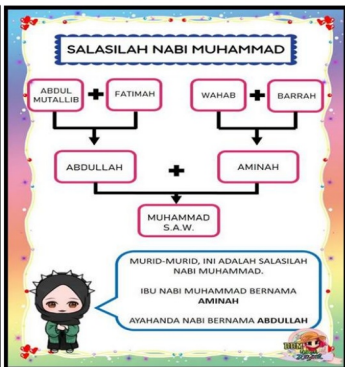 SALASILAH NABI MUHAMMAD
ABDUL
MUTALLIB
+
FATIMAH
WAHAB
+
BARRAH
ABDULLAH
+
AMINAH
MUHAMMAD
S.A.W.
MURID-MURID, INI ADALAH SALASILAH
NABI MUHAMMAD.
IBU NABI MUHAMMAD BERNAMA
AMINAH
AYAHANDA NABI BERNAMA ABDULLAH